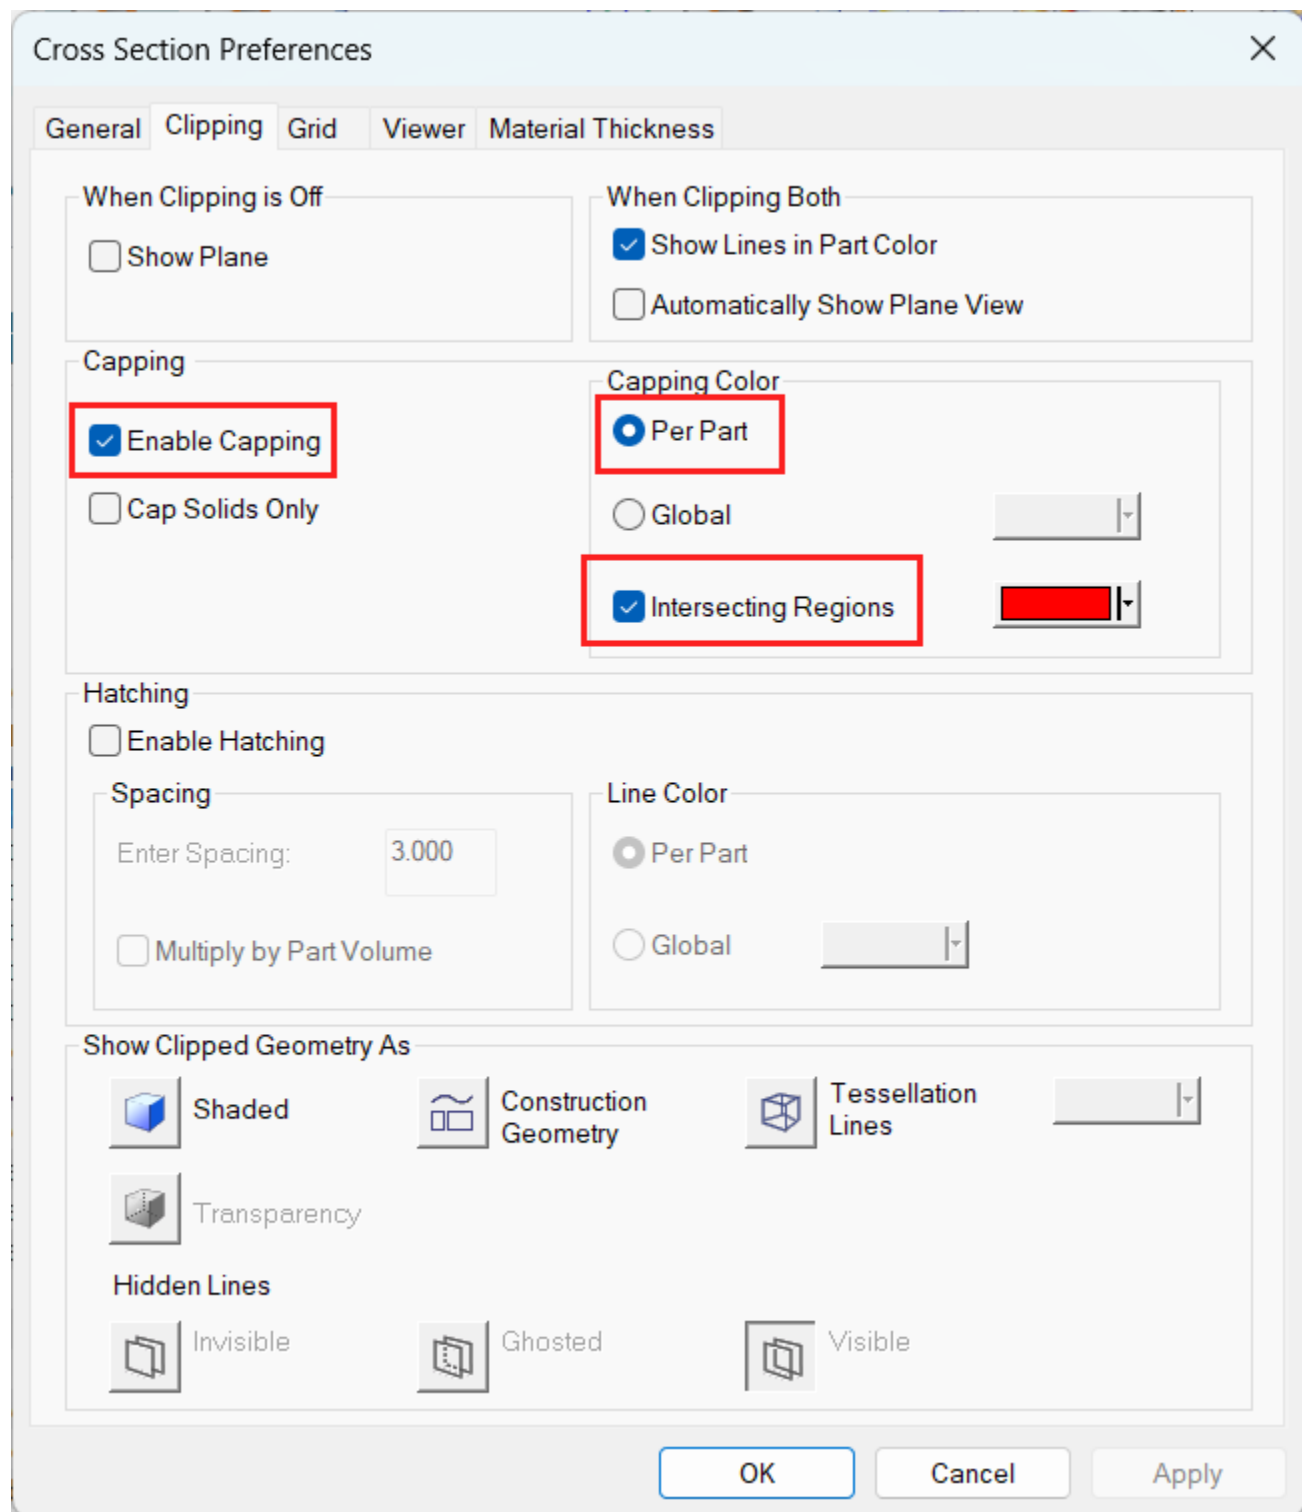 Cross Section Preferences
General Clipping Grid Viewer Material Thickness
When Clipping is Off
Show Plane
When Clipping Both
Show Lines in Part Color
Automatically Show Plane View
Capping
Enable Capping
Cap Solids Only
Capping Color
Per Part
Global
Intersecting Regions
Hatching
Enable Hatching
Spacing
Enter Spacing: 3.000
Multiply by Part Volume
Line Color
Per Part
Global
Show Clipped Geometry As
Shaded
Construction
Geometry
Tessellation
Lines
Transparency
Hidden Lines
Invisible
Ghosted
Visible
OK Cancel Apply